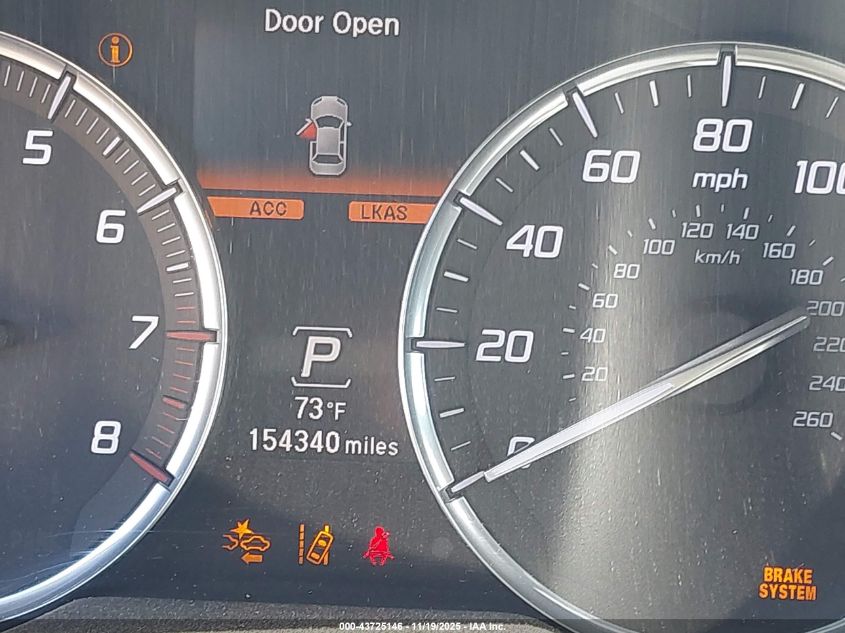 Door Open
i
ACC
LKAS
5
6
7
8
P
73°F
154340 miles
0
20
40
60
80
100
mph
20
40
60
80
100
120
140
160
180
200
220
240
260
km/h
BRAKE
SYSTEM
000-43725146 - 11/19/2025 - IAA Inc.